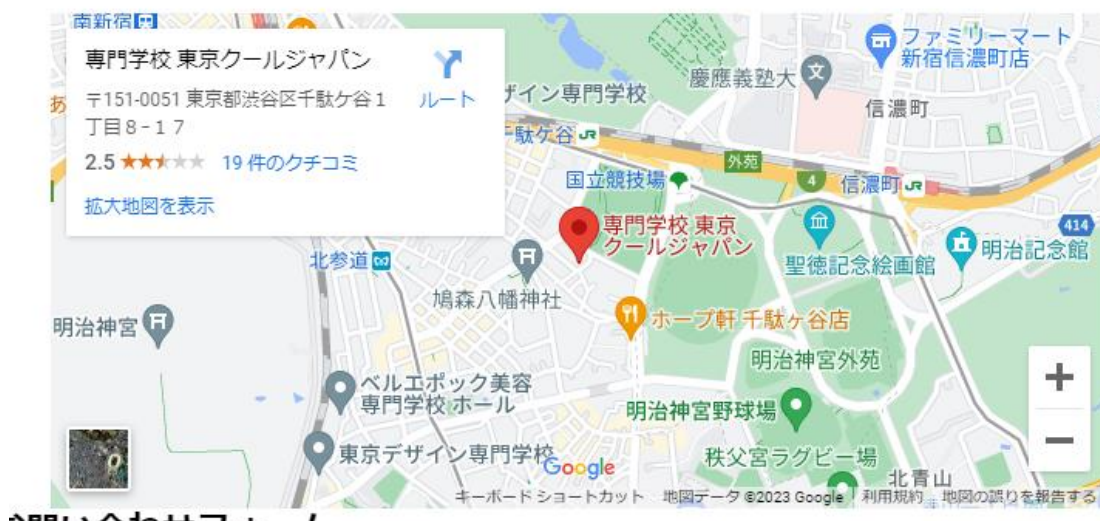 南新宿
専門学校 東京クールジャパン
〒151-0051 東京都渋谷区千駄ケ谷1
丁目8-17
2.5
19 件のクチコミ
ルート
拡大地図を表示
ファミリーマート
新宿信濃町店
慶應義塾大
信濃町
ザイン専門学校
千駄ケ谷
JR
外苑
4
国立競技場
信濃町
JR
414
専門学校 東京
クールジャパン
聖徳記念絵画館
明治記念館
北参道
鳩森八幡神社
ホープ軒 千駄ヶ谷店
明治神宮
明治神宮外苑
ベルエポック美容
専門学校 ホール
明治神宮野球場
東京デザイン専門学校
秩父宮ラグビー場
Google
北青山
キーボード ショートカット 地図データ ©2023 Google 利用規約 地図の誤りを報告する